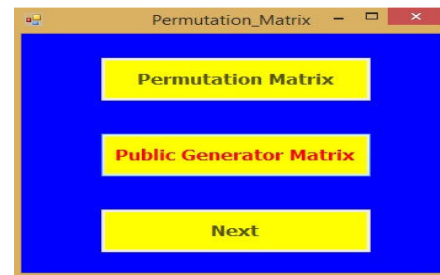 Permutation_Matrix
Permutation Matrix
Public Generator Matrix
Next